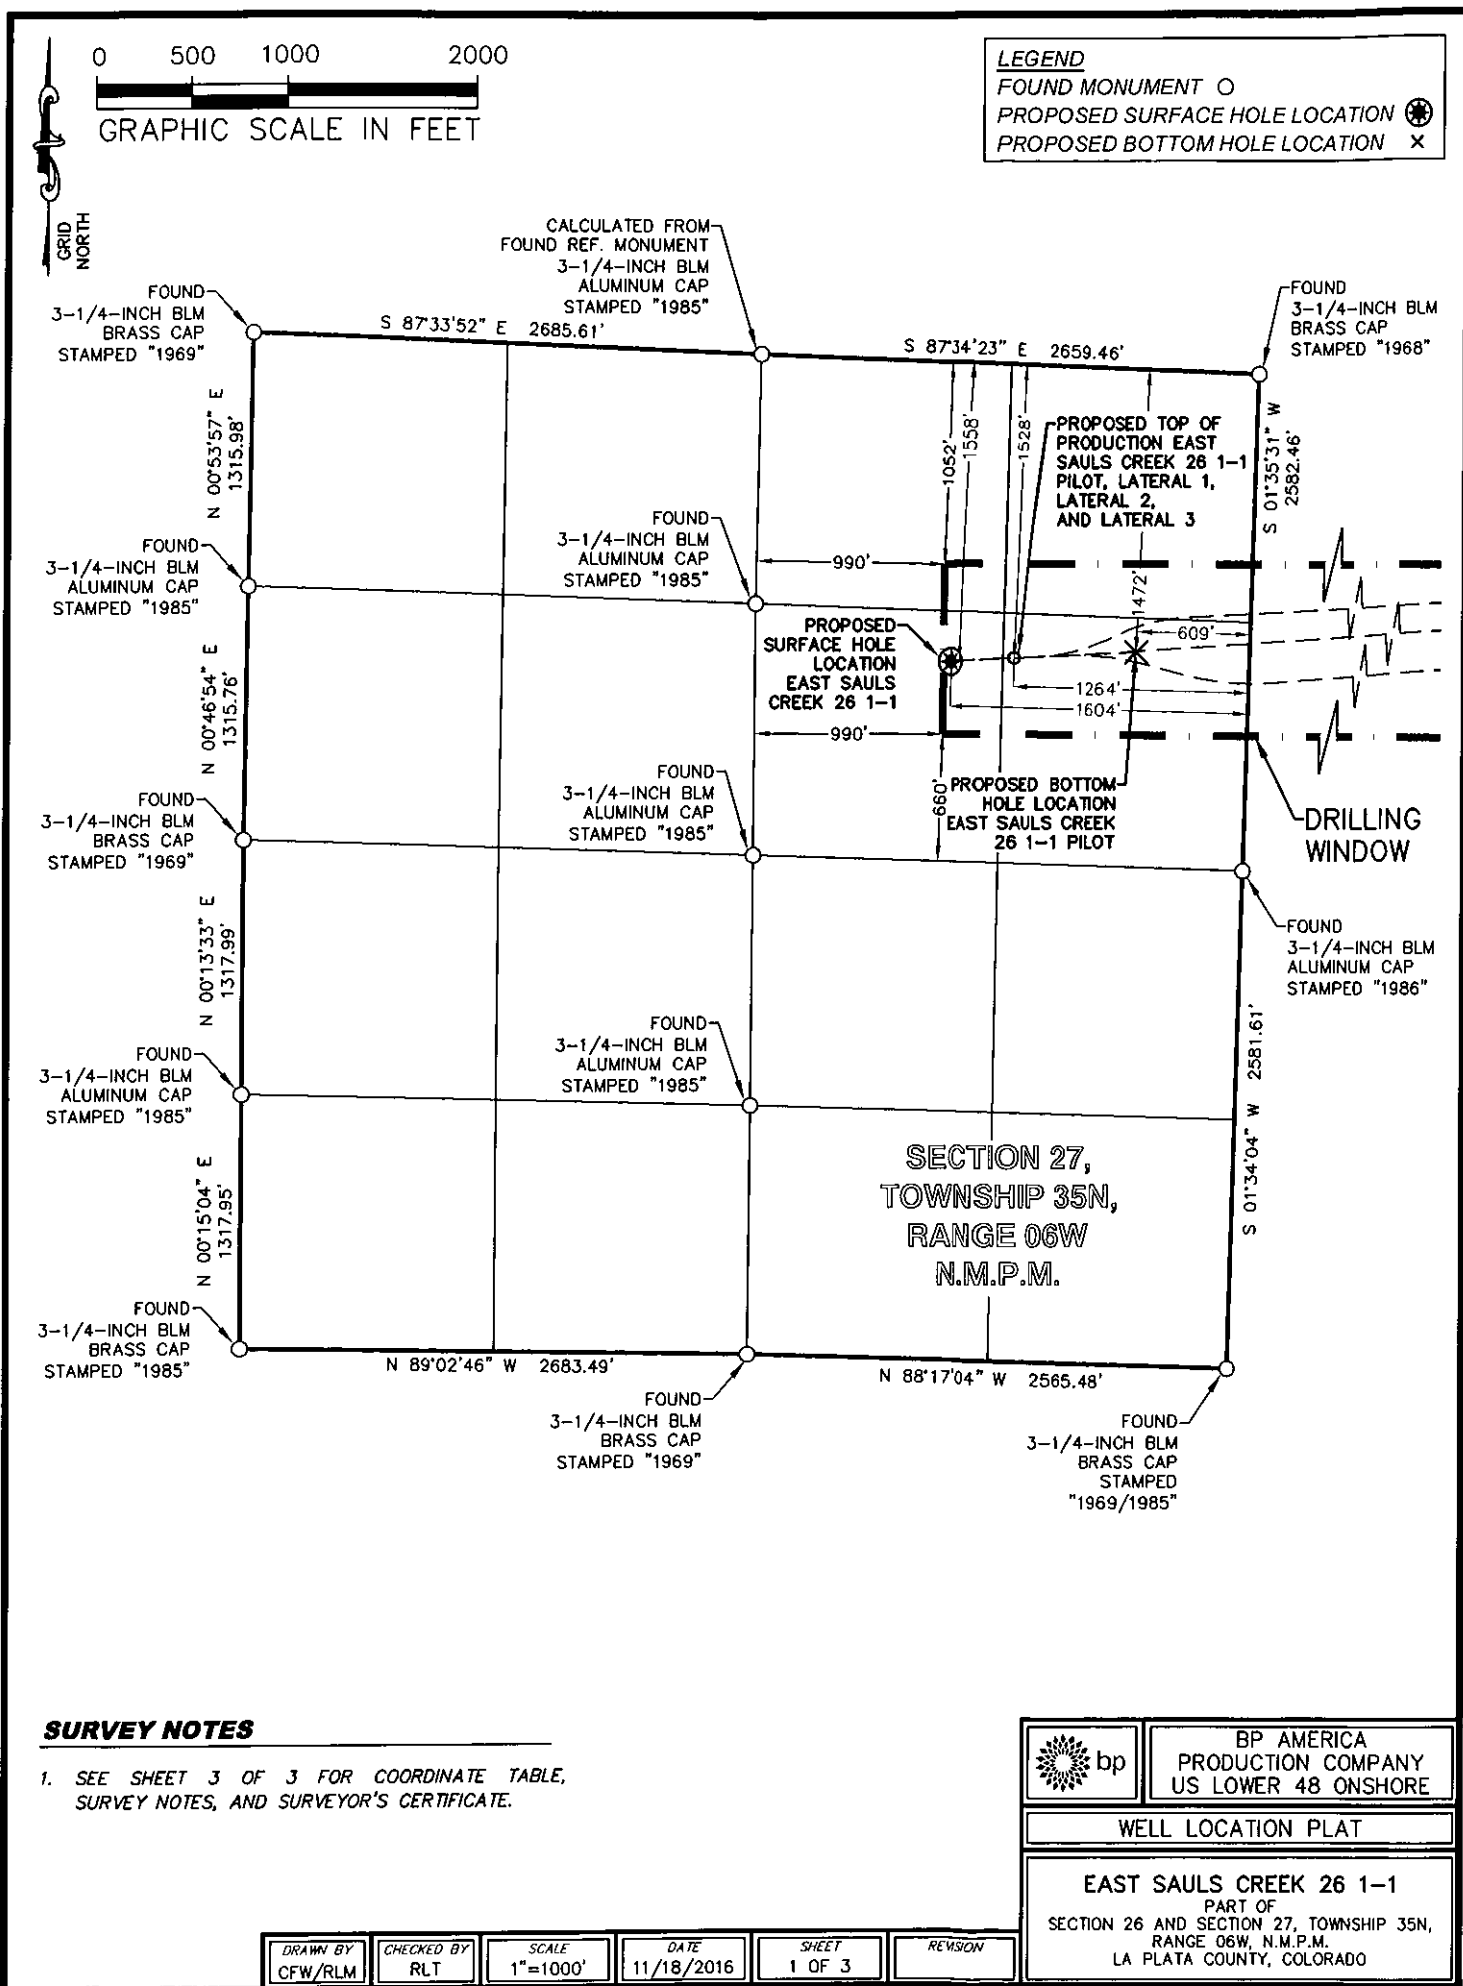 0 500 1000 2000
GRAPHIC SCALE IN FEET
GRID
NORTH
LEGEND
FOUND MONUMENT
PROPOSED SURFACE HOLE LOCATION
PROPOSED BOTTOM HOLE LOCATION
CALCULATED FROM
FOUND REF. MONUMENT
3-1/4-INCH BLM
ALUMINUM CAP
STAMPED "1985"
FOUND
3-1/4-INCH BLM
BRASS CAP
STAMPED "1969"
FOUND
3-1/4-INCH BLM
BRASS CAP
STAMPED "1968"
S 87°33'52" E 2685.61'
S 87°34'23" E 2659.46'
N 00°53'57" E
1315.98'
S 01°35'31" W
2582.46'
1052'
1558'
1528'
1472'
PROPOSED TOP OF
PRODUCTION EAST
SAULS CREEK 26 1-1
PILOT, LATERAL 1,
LATERAL 2,
AND LATERAL 3
FOUND
3-1/4-INCH BLM
ALUMINUM CAP
STAMPED "1985"
FOUND
3-1/4-INCH BLM
ALUMINUM CAP
STAMPED "1985"
990'
PROPOSED
SURFACE HOLE
LOCATION
EAST SAULS
CREEK 26 1-1
609'
1264'
1604'
990'
660'
N 00°46'54" E
1315.76'
FOUND
3-1/4-INCH BLM
BRASS CAP
STAMPED "1969"
FOUND
3-1/4-INCH BLM
ALUMINUM CAP
STAMPED "1985"
PROPOSED BOTTOM
HOLE LOCATION
EAST SAULS CREEK
26 1-1 PILOT
DRILLING
WINDOW
FOUND
3-1/4-INCH BLM
ALUMINUM CAP
STAMPED "1986"
N 00°13'33" E
1317.99'
FOUND
3-1/4-INCH BLM
ALUMINUM CAP
STAMPED "1985"
FOUND
3-1/4-INCH BLM
ALUMINUM CAP
STAMPED "1985"
S 01°34'04" W 2581.61'
SECTION 27,
TOWNSHIP 35N,
RANGE 06W
N.M.P.M.
N 00°15'04" E
1317.95'
FOUND
3-1/4-INCH BLM
BRASS CAP
STAMPED "1985"
N 89°02'46" W 2683.49'
N 88°17'04" W 2565.48'
FOUND
3-1/4-INCH BLM
BRASS CAP
STAMPED "1969"
FOUND
3-1/4-INCH BLM
BRASS CAP
STAMPED
"1969/1985"
SURVEY NOTES
1. SEE SHEET 3 OF 3 FOR COORDINATE TABLE,
SURVEY NOTES, AND SURVEYOR'S CERTIFICATE.
bp
BP AMERICA
PRODUCTION COMPANY
US LOWER 48 ONSHORE
WELL LOCATION PLAT
EAST SAULS CREEK 26 1-1
PART OF
SECTION 26 AND SECTION 27, TOWNSHIP 35N,
RANGE 06W, N.M.P.M.
LA PLATA COUNTY, COLORADO
DRAWN BY
CFW/RLM
CHECKED BY
RLT
SCALE
1"=1000'
DATE
11/18/2016
SHEET
1 OF 3
REVISION